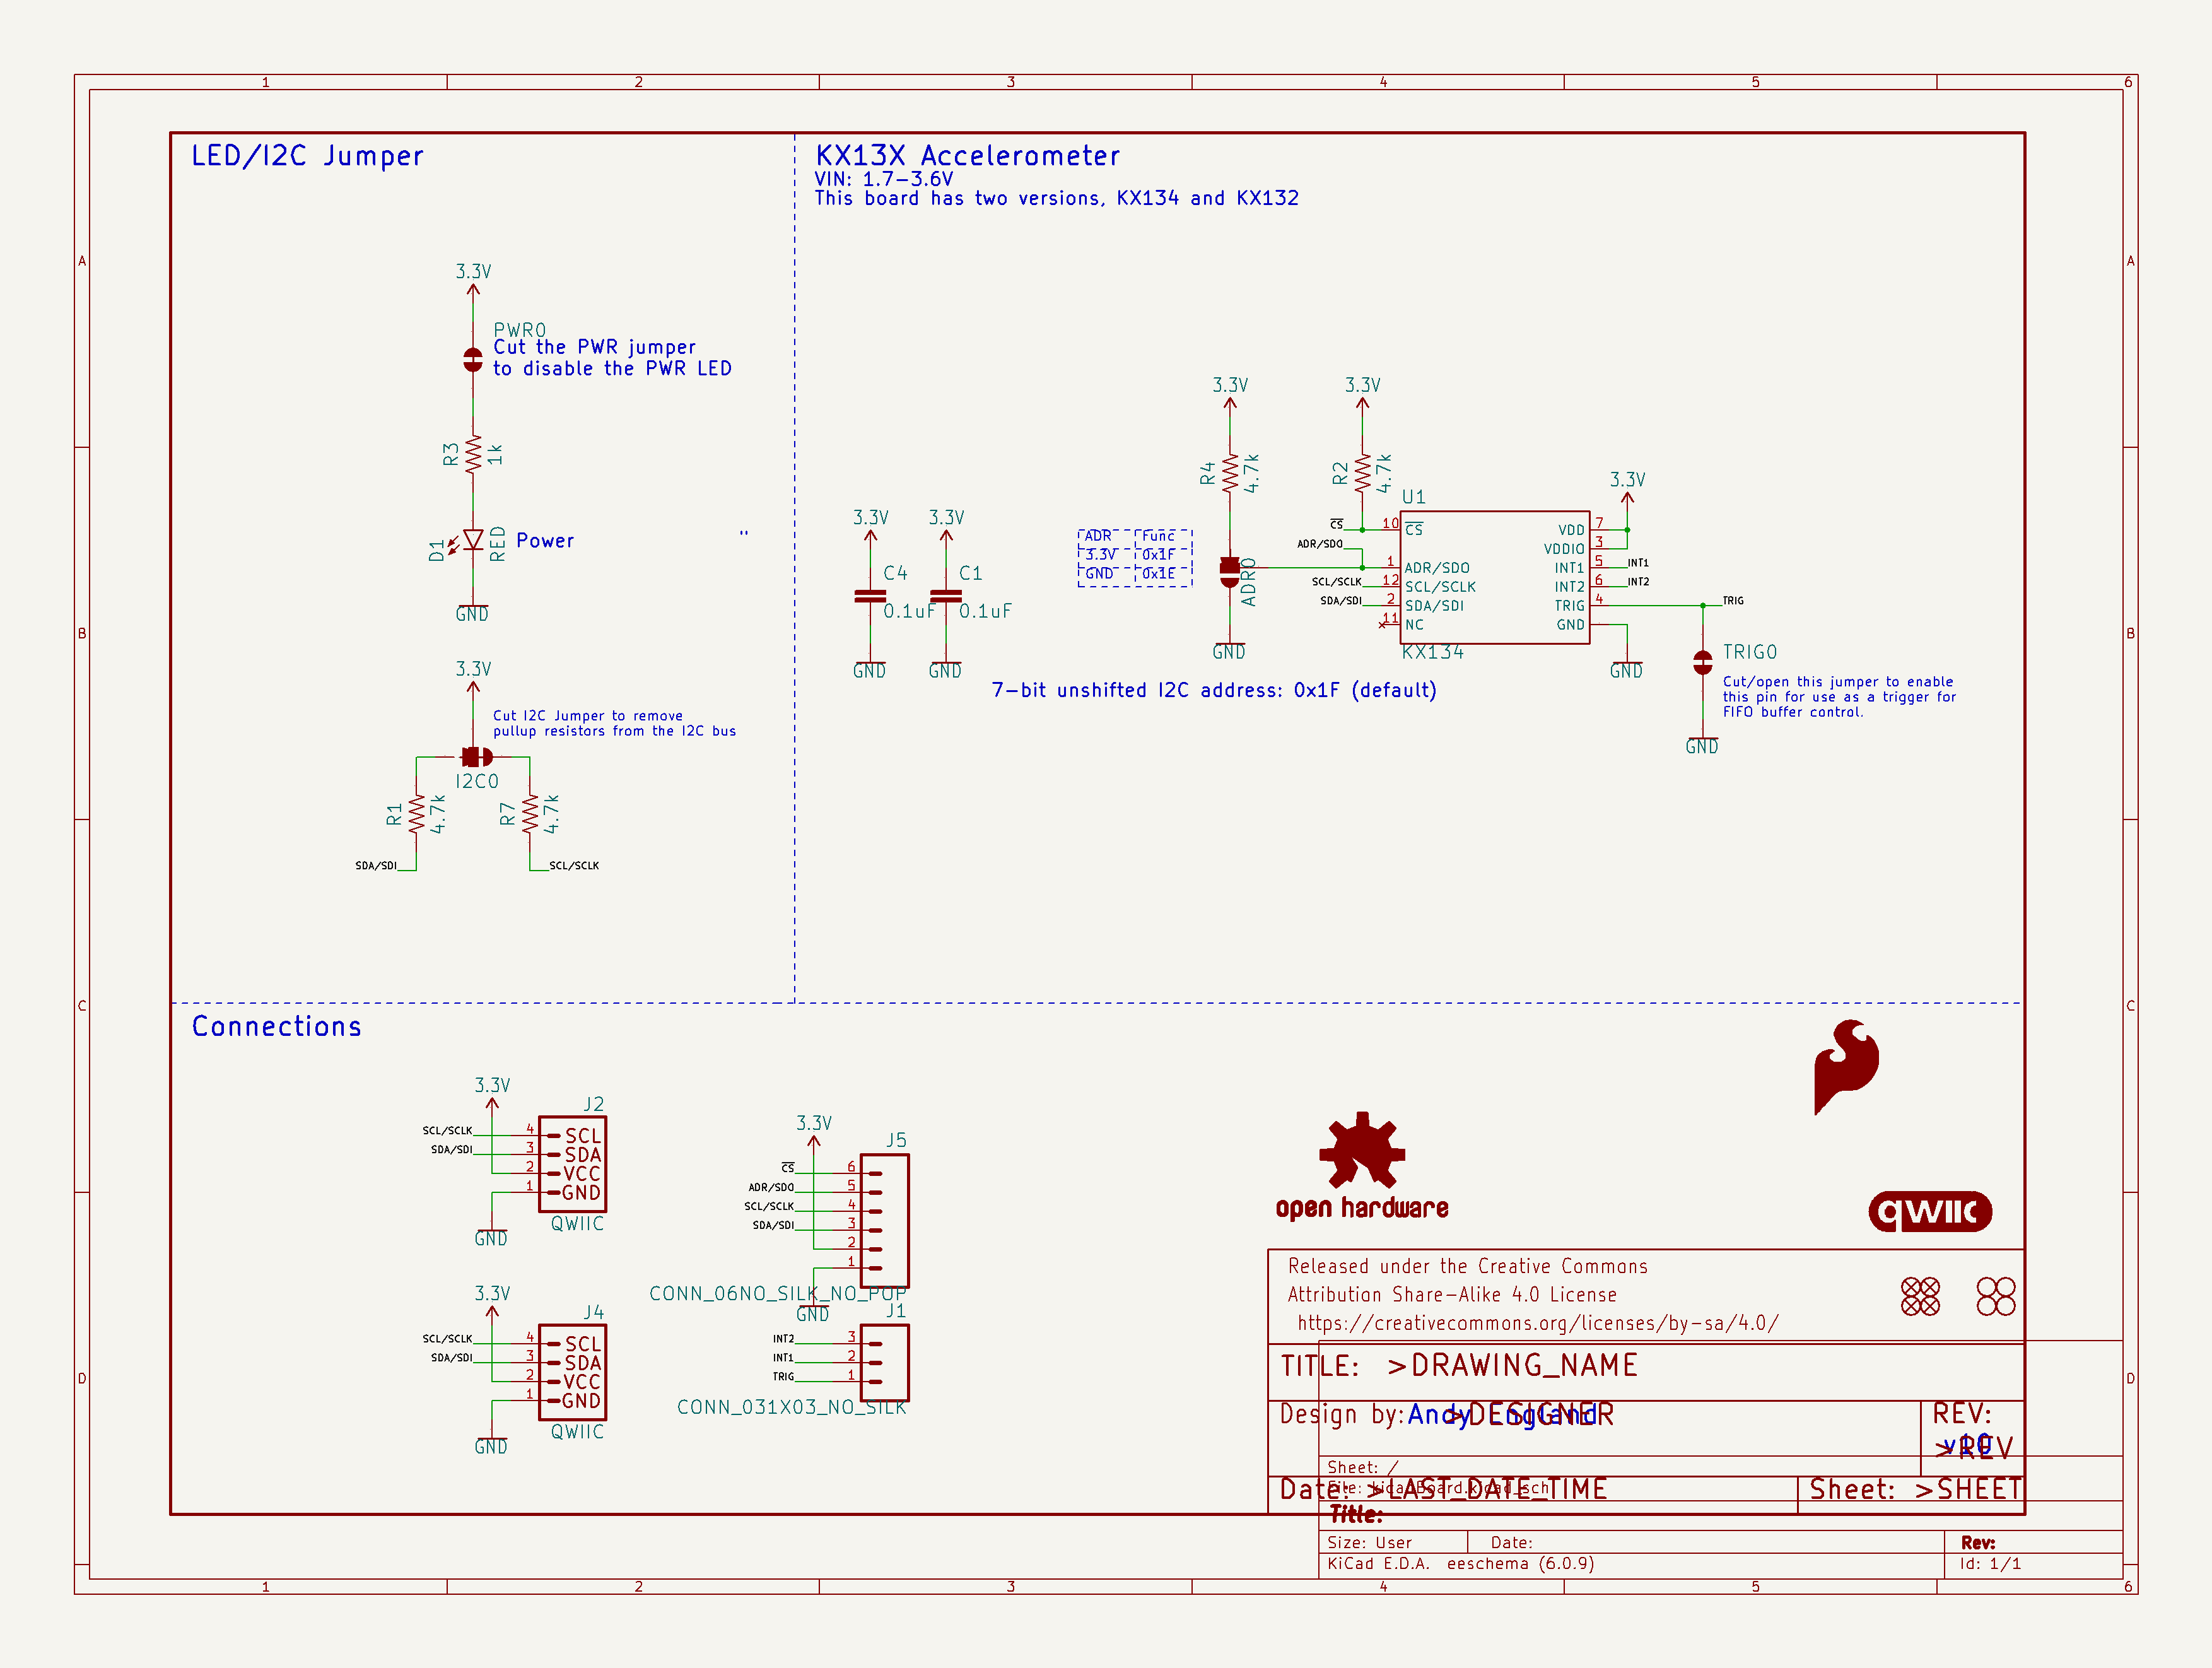 1 2 3 4 5 6
A
B
C
D
A
B
C
D
LED/I2C Jumper
3.3V
PWR0
Cut the PWR jumper
to disable the PWR LED
R3
1k
D1
RED
Power
"
GND
3.3V
Cut I2C Jumper to remove
pullup resistors from the I2C bus
I2C0
R1
4.7k
R7
4.7k
SDA/SDI
SCL/SCLK
KX13X Accelerometer
VIN: 1.7-3.6V
This board has two versions, KX134 and KX132
3.3V
C4
0.1uF
GND
3.3V
C1
0.1uF
GND
ADR Func
3.3V 0x1F
GND 0x1E
3.3V
R4
4.7k
ADR0
GND
3.3V
R2
4.7k
U1
CS
ADR/SDO
SCL/SCLK
SDA/SDI
10 CS
1 ADR/SDO
12 SCL/SCLK
2 SDA/SDI
11 NC
KX134
VDD 7
VDDIO 3
INT1 5
INT2 6
TRIG 4
GND
3.3V
INT1
INT2
TRIG
GND
TRIG0
Cut/open this jumper to enable
this pin for use as a trigger for
FIFO buffer control.
GND
7-bit unshifted I2C address: 0x1F (default)
Connections
3.3V
J2
SCL/SCLK 4 SCL
SDA/SDI 3 SDA
2 VCC
1 GND
GND
QWIIC
3.3V
J4
SCL/SCLK 4 SCL
SDA/SDI 3 SDA
2 VCC
1 GND
GND
QWIIC
3.3V
J5
CS 6
ADR/SDO 5
SCL/SCLK 4
SDA/SDI 3
2
1
CONN_06NO_SILK_NO_POP
GND
J1
INT2 3
INT1 2
TRIG 1
CONN_031X03_NO_SILK
open hardware
qwiic
Released under the Creative Commons
Attribution Share-Alike 4.0 License
https://creativecommons.org/licenses/by-sa/4.0/
TITLE: >DRAWING_NAME
Design by: Andy England
>DESIGNER
REV:
v10
>REV
Sheet: /
File: kicadBoard.kicad_sch
Date: >LAST_DATE_TIME
Sheet: >SHEET
Title:
Size: User Date: Rev:
KiCad E.D.A. eeschema (6.0.9) Id: 1/1
1 2 3 4 5 6